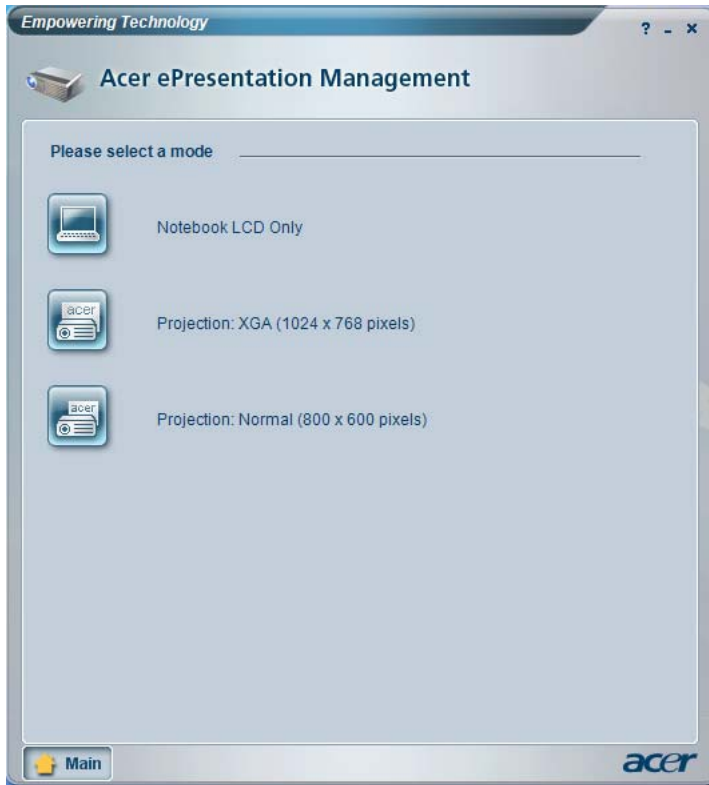 Empowering Technology
? - ×
Acer ePresentation Management
Please select a mode
Notebook LCD Only
acer
Projection: XGA (1024 x 768 pixels)
acer
Projection: Normal (800 x 600 pixels)
Main
acer